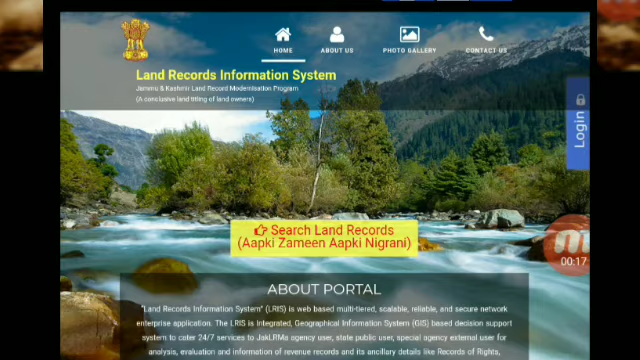 HOME ABOUT US PHOTO GALLERY CONTACT US
Land Records Information System
Jammu & Kashmir Land Record Modernisation Program
(A conclusive land titling of land owners)
Login
Search Land Records
(Aapki Zameen Aapki Nigrani)
00:17
ABOUT PORTAL
"Land Records Information System" (LRIS) is web based multi-tiered, scalable, reliable, and secure network
enterprise application. The LRIS is Integrated, Geographical Information System (GIS) based decision support
system to cater 24/7 services to JakLRMa agency user, state public user, special agency external user for
analysis, evaluation and information of revenue records and its ancillary details like Records of Rights,